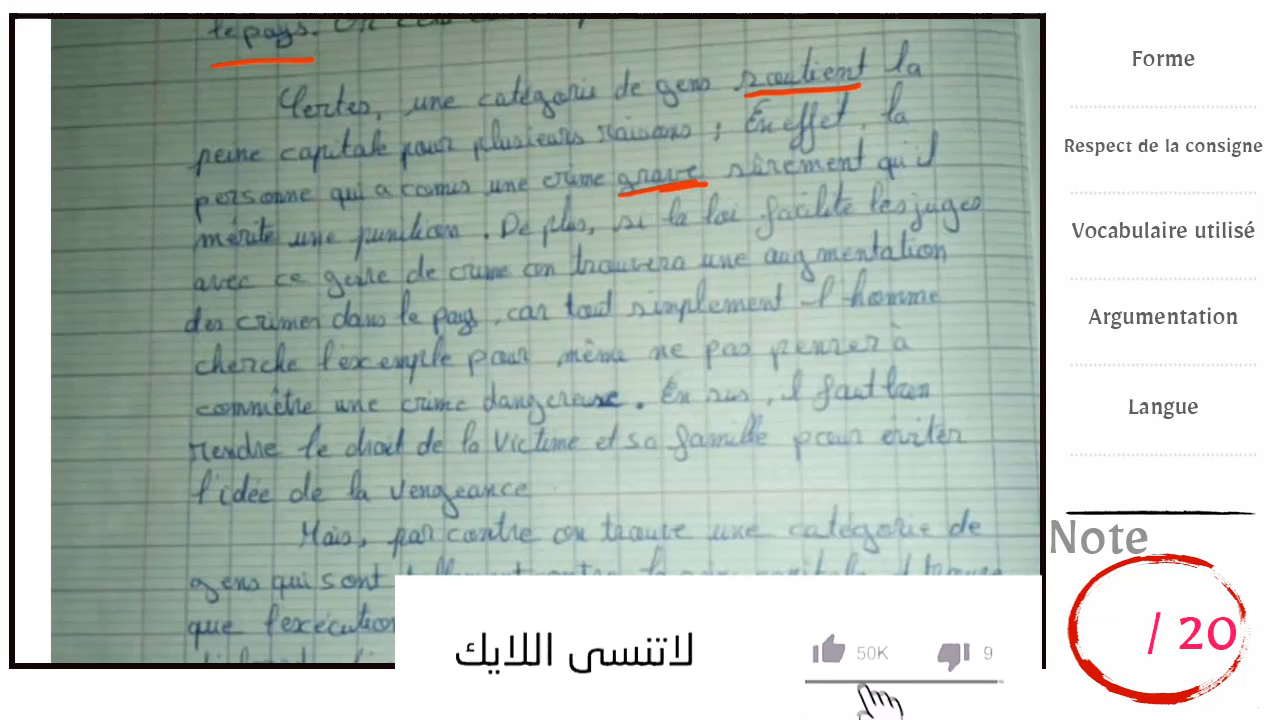 le pays.
Certes, une catégorie de gens soutient la
peine capitale pour plusieurs raisons ; En effet, la
personne qui a comis une crime grave sûrement qu'il
mérite une punition. De plus, si la loi facilite les juges
avec ce genre de crime on trouvera une augmentation
des crimes dans le pays, car tout simplement l'homme
cherche l'exemple pour même ne pas penser à
commêtre une crime dangereuse. En sus, il faut bien
rendre le droit de la victime et sa famille pour éviter
l'idée de la vengeance
Mais, par contre on trouve une catégorie de
gens qui sont
que l'exécution
لاتنسى اللايك
50K
9
Forme
Respect de la consigne
Vocabulaire utilisé
Argumentation
Langue
Note
/ 20